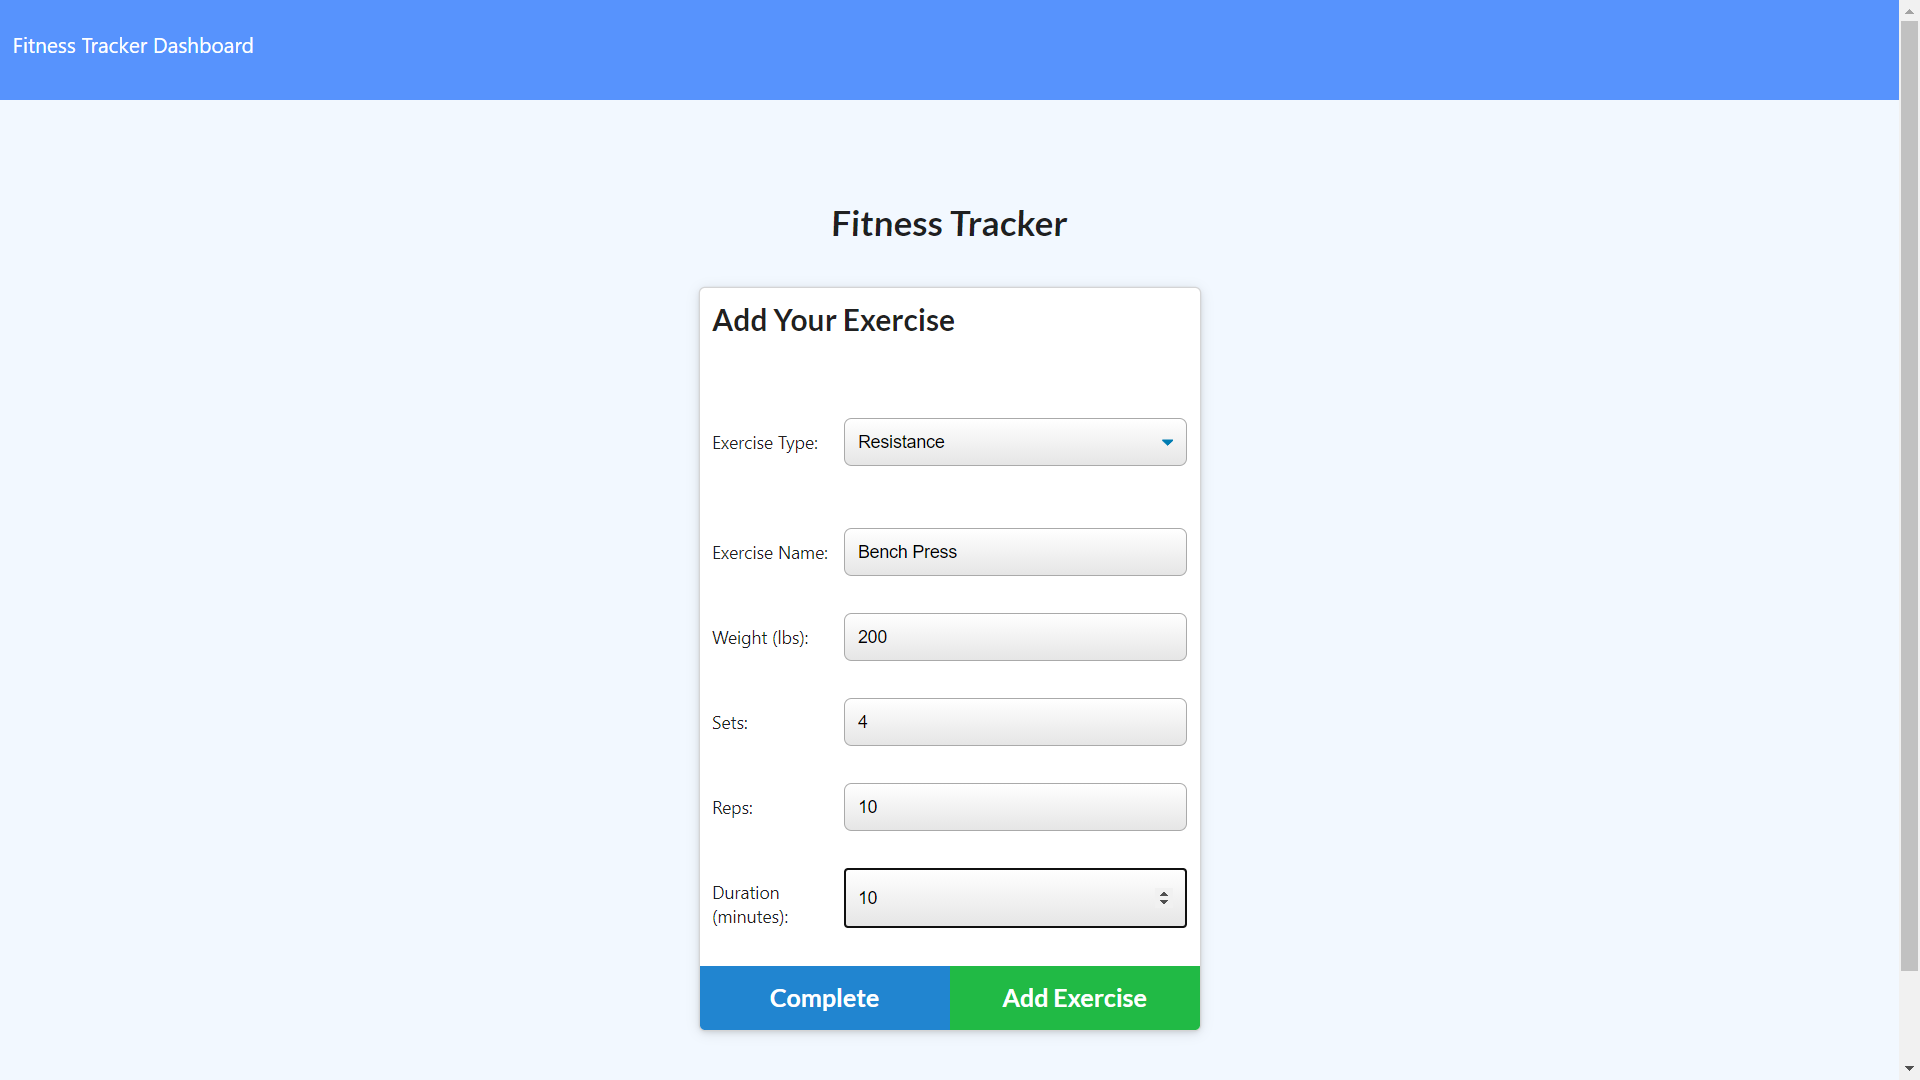 Fitness Tracker Dashboard
Fitness Tracker
Add Your Exercise
Exercise Type: Resistance
Exercise Name: Bench Press
Weight (lbs): 200
Sets: 4
Reps: 10
Duration
(minutes): 10
Complete Add Exercise